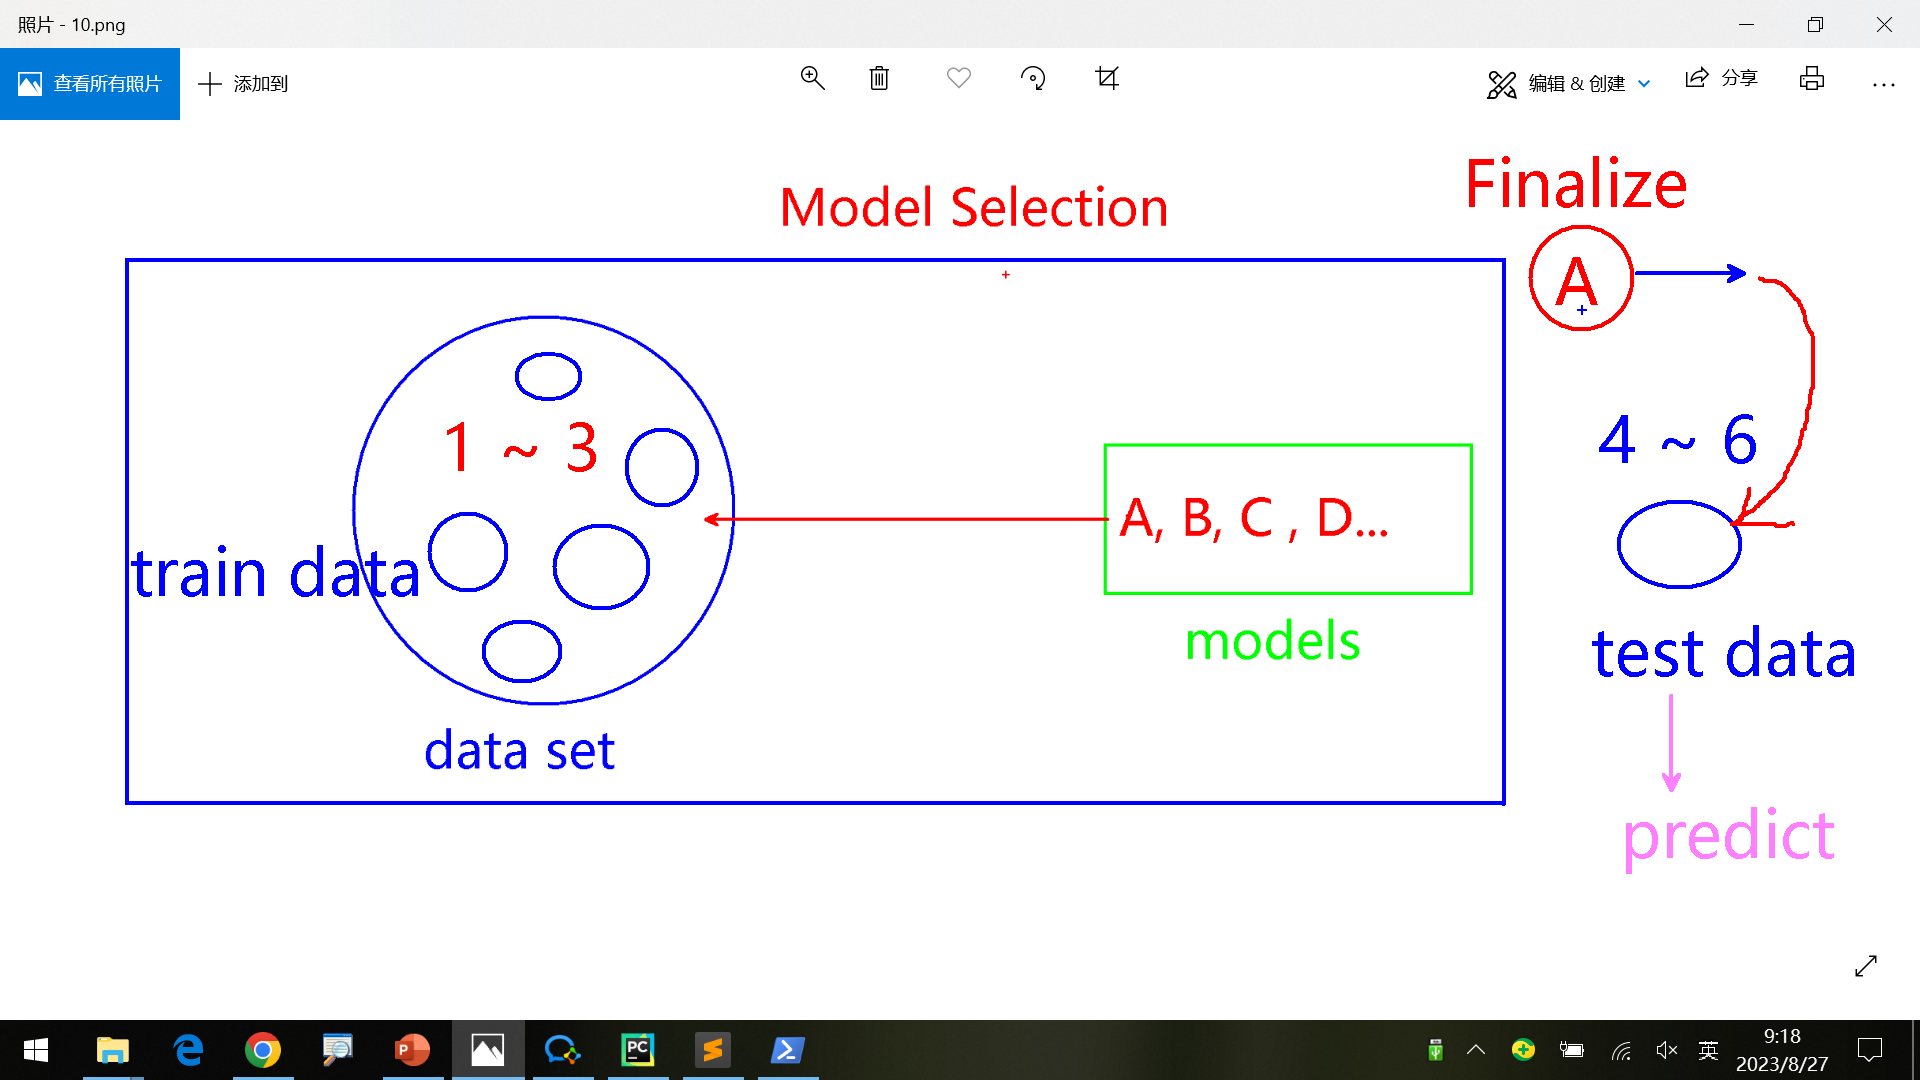 照片 - 10.png
查看所有照片
添加到
编辑 & 创建
分享
Finalize
Model Selection
A
1 ~ 3
4 ~ 6
A, B, C , D...
train data
models
test data
data set
predict
P
PC
英
9:18
2023/8/27